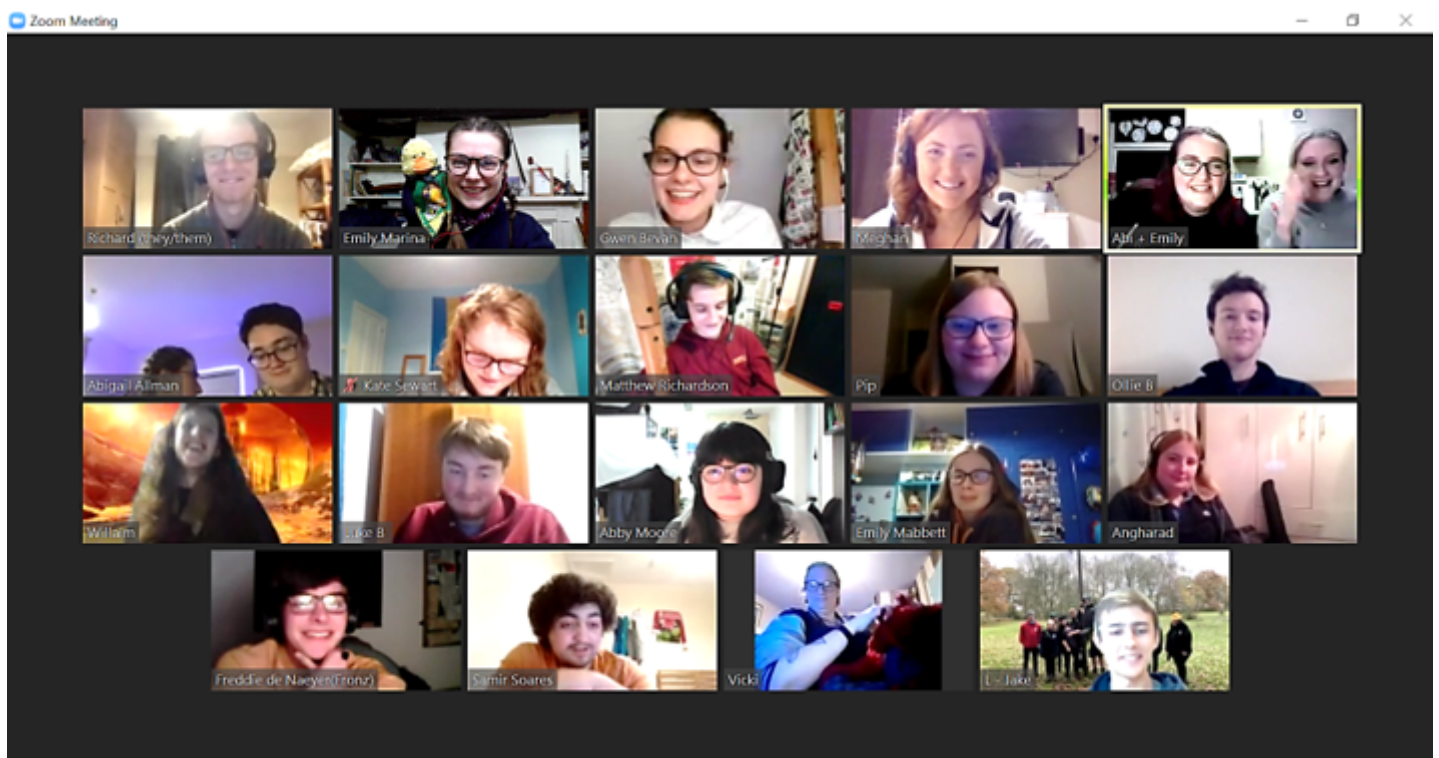 Zoom Meeting
Richard (they/them)
Emily Marina
Gwen Bevan
Meghan
Abi + Emily
Abigail Allman
Kate Sewart
Matthew Richardson
Pip
Ollie B
Willaim
Jake B
Abby Moore
Emily Mabbett
Angharad
Freddie de Naeyer(Fronz)
Samir Soares
Vicki
L - Jake